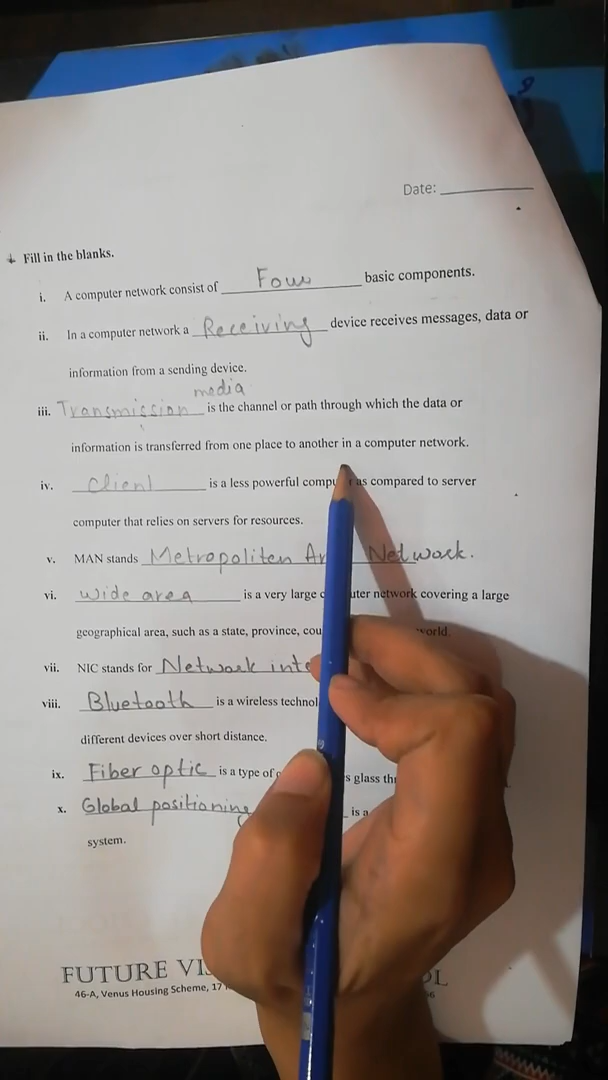 Date: ____________
Fill in the blanks.
i. A computer network consist of Four basic components.
ii. In a computer network a Receiving device receives messages, data or
information from a sending device.
media
iii. Transmission is the channel or path through which the data or
information is transferred from one place to another in a computer network.
iv. Client is a less powerful as compared to server
computer that relies on servers for resources.
v. MAN stands Metropoliten Network.
vi. wide area is a very large network covering a large
geographical area, such as a state, province, world.
vii. NIC stands for Network
viii. Bluetooth is a wireless
different devices over short distance.
ix. Fiber optic is a type of glass
x. Global positioning is a
system.
FUTURE
46-A, Venus Housing Scheme,